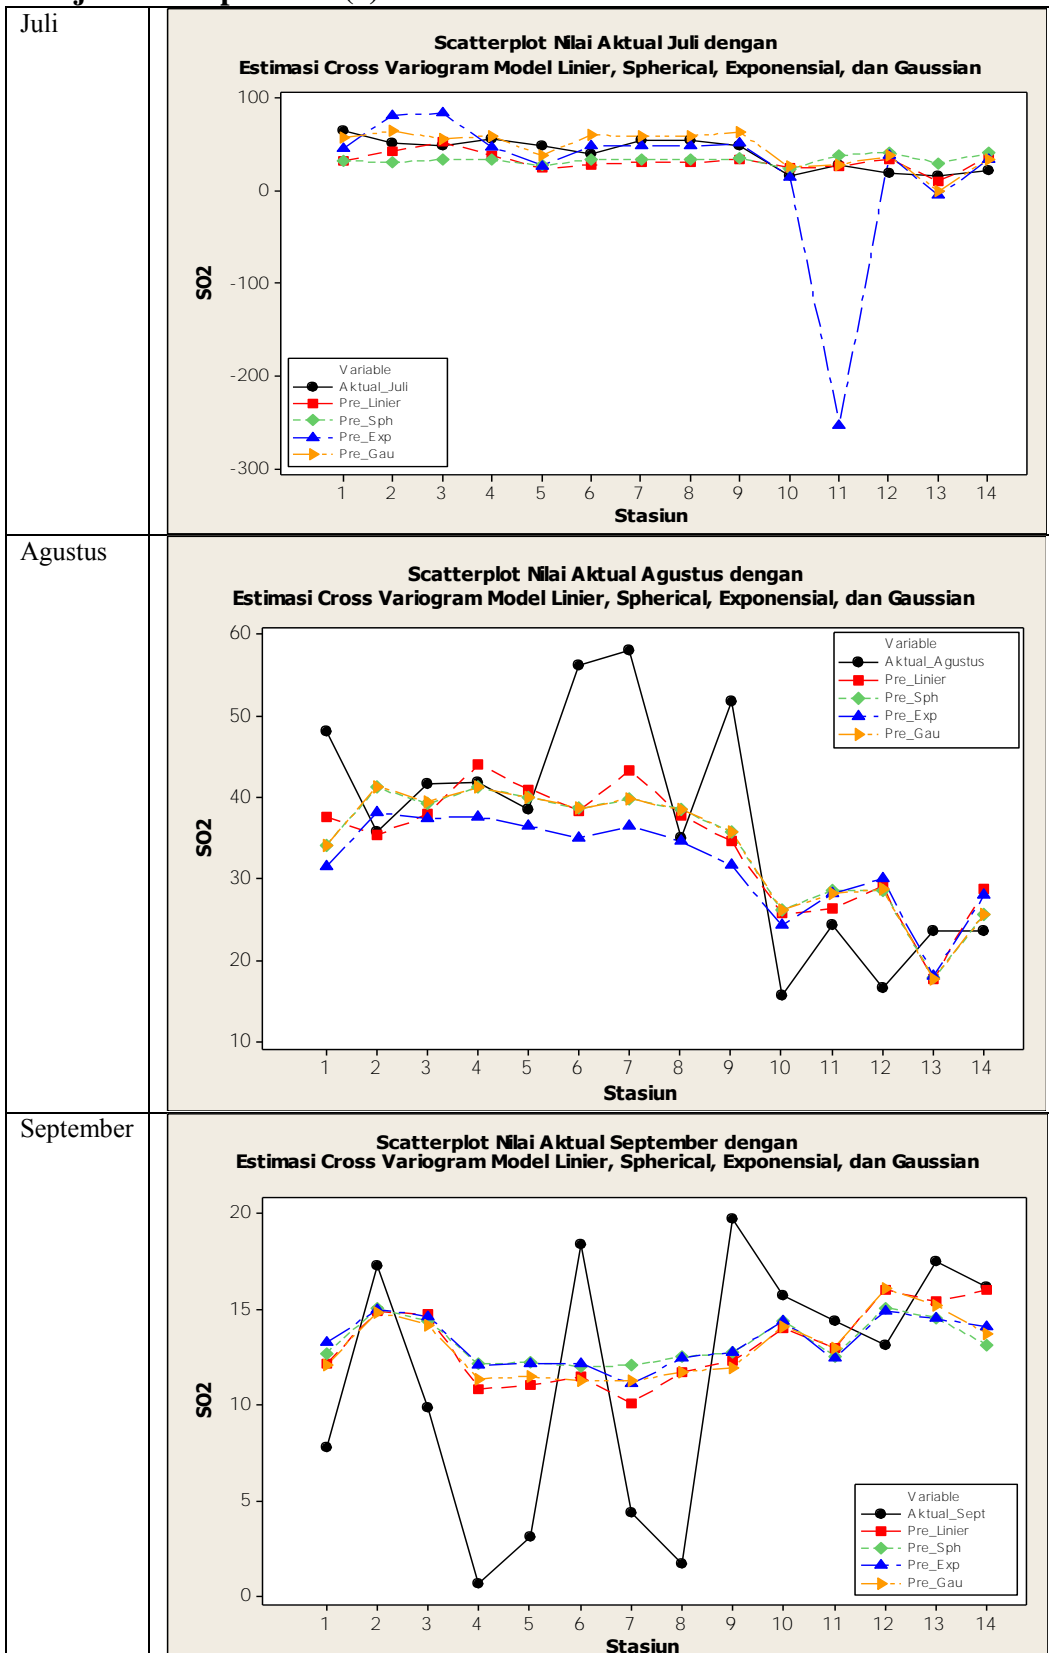 Juli
Scatterplot Nilai Aktual Juli dengan
Estimasi Cross Variogram Model Linier, Spherical, Exponensial, dan Gaussian
100
0
-100
-200
-300
SO2
Variable
Aktual_Juli
Pre_Linier
Pre_Sph
Pre_Exp
Pre_Gau
1 2 3 4 5 6 7 8 9 10 11 12 13 14
Stasiun
Agustus
Scatterplot Nilai Aktual Agustus dengan
Estimasi Cross Variogram Model Linier, Spherical, Exponensial, dan Gaussian
60
50
40
30
20
10
SO2
Variable
Aktual_Agustus
Pre_Linier
Pre_Sph
Pre_Exp
Pre_Gau
1 2 3 4 5 6 7 8 9 10 11 12 13 14
Stasiun
September
Scatterplot Nilai Aktual September dengan
Estimasi Cross Variogram Model Linier, Spherical, Exponensial, dan Gaussian
20
15
10
5
0
SO2
Variable
Aktual_Sept
Pre_Linier
Pre_Sph
Pre_Exp
Pre_Gau
1 2 3 4 5 6 7 8 9 10 11 12 13 14
Stasiun